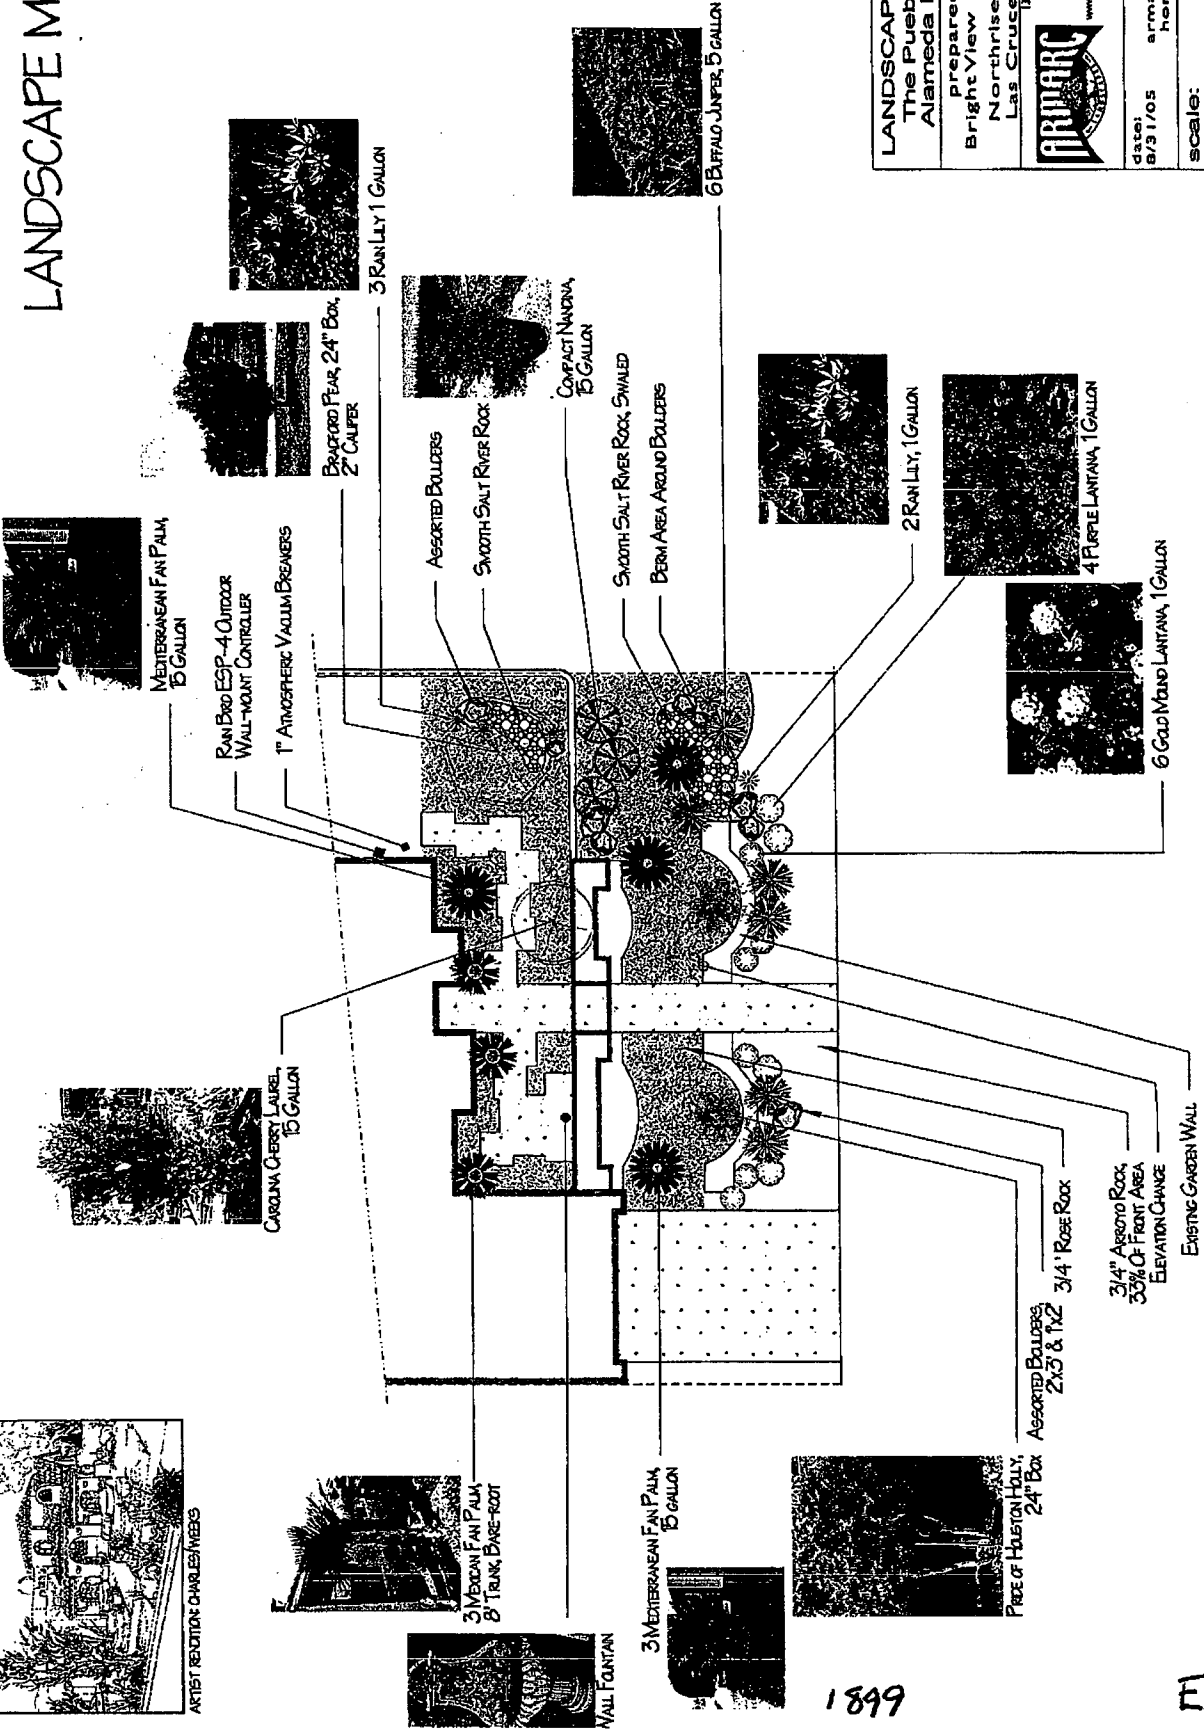 LANDSCAPE M
ARTIST RENDITION: CHARLES WEEKS
CAROLINA CHERRY LAUREL,
15 GALLON
MEDITERRANEAN FAN PALM,
15 GALLON
RAIN BIRD ESP-4 OUTDOOR
WALL-MOUNT CONTROLLER
1" ATMOSPHERIC VACUUM BREAKERS
BRADFORD PEAR, 24" BOX,
2" CALIPER
3 RAIN LILY 1 GALLON
ASSORTED BOULDERS
SMOOTH SALT RIVER ROCK
COMPACT NANDINA,
15 GALLON
SMOOTH SALT RIVER ROCK, SWALED
BERM AREA AROUND BOULDERS
6 BUFFALO JUNIPER, 5 GALLON
3 MEXICAN FAN PALM,
8' TRUNK, BARE-ROOT
WALL FOUNTAIN
3 MEDITERRANEAN FAN PALM,
15 GALLON
PRIDE OF HOUSTON HOLLY,
24" BOX
ASSORTED BOULDERS,
2'x3' & 1'x2'
3/4" ROSE ROCK
3/4" ARROYO ROCK,
33% OF FRONT AREA
ELEVATION CHANGE
EXISTING GARDEN WALL
2 RAIN LILY, 1 GALLON
4 PURPLE LANTANA, 1 GALLON
6 GOLD MOUND LANTANA, 1 GALLON
LANDSCAP
The Pueb
Alameda
prepare
Bright View
Northrise
Las Cruce
ARMARC
www
date:
8/31/05
arma
hor
scale:
1899
E